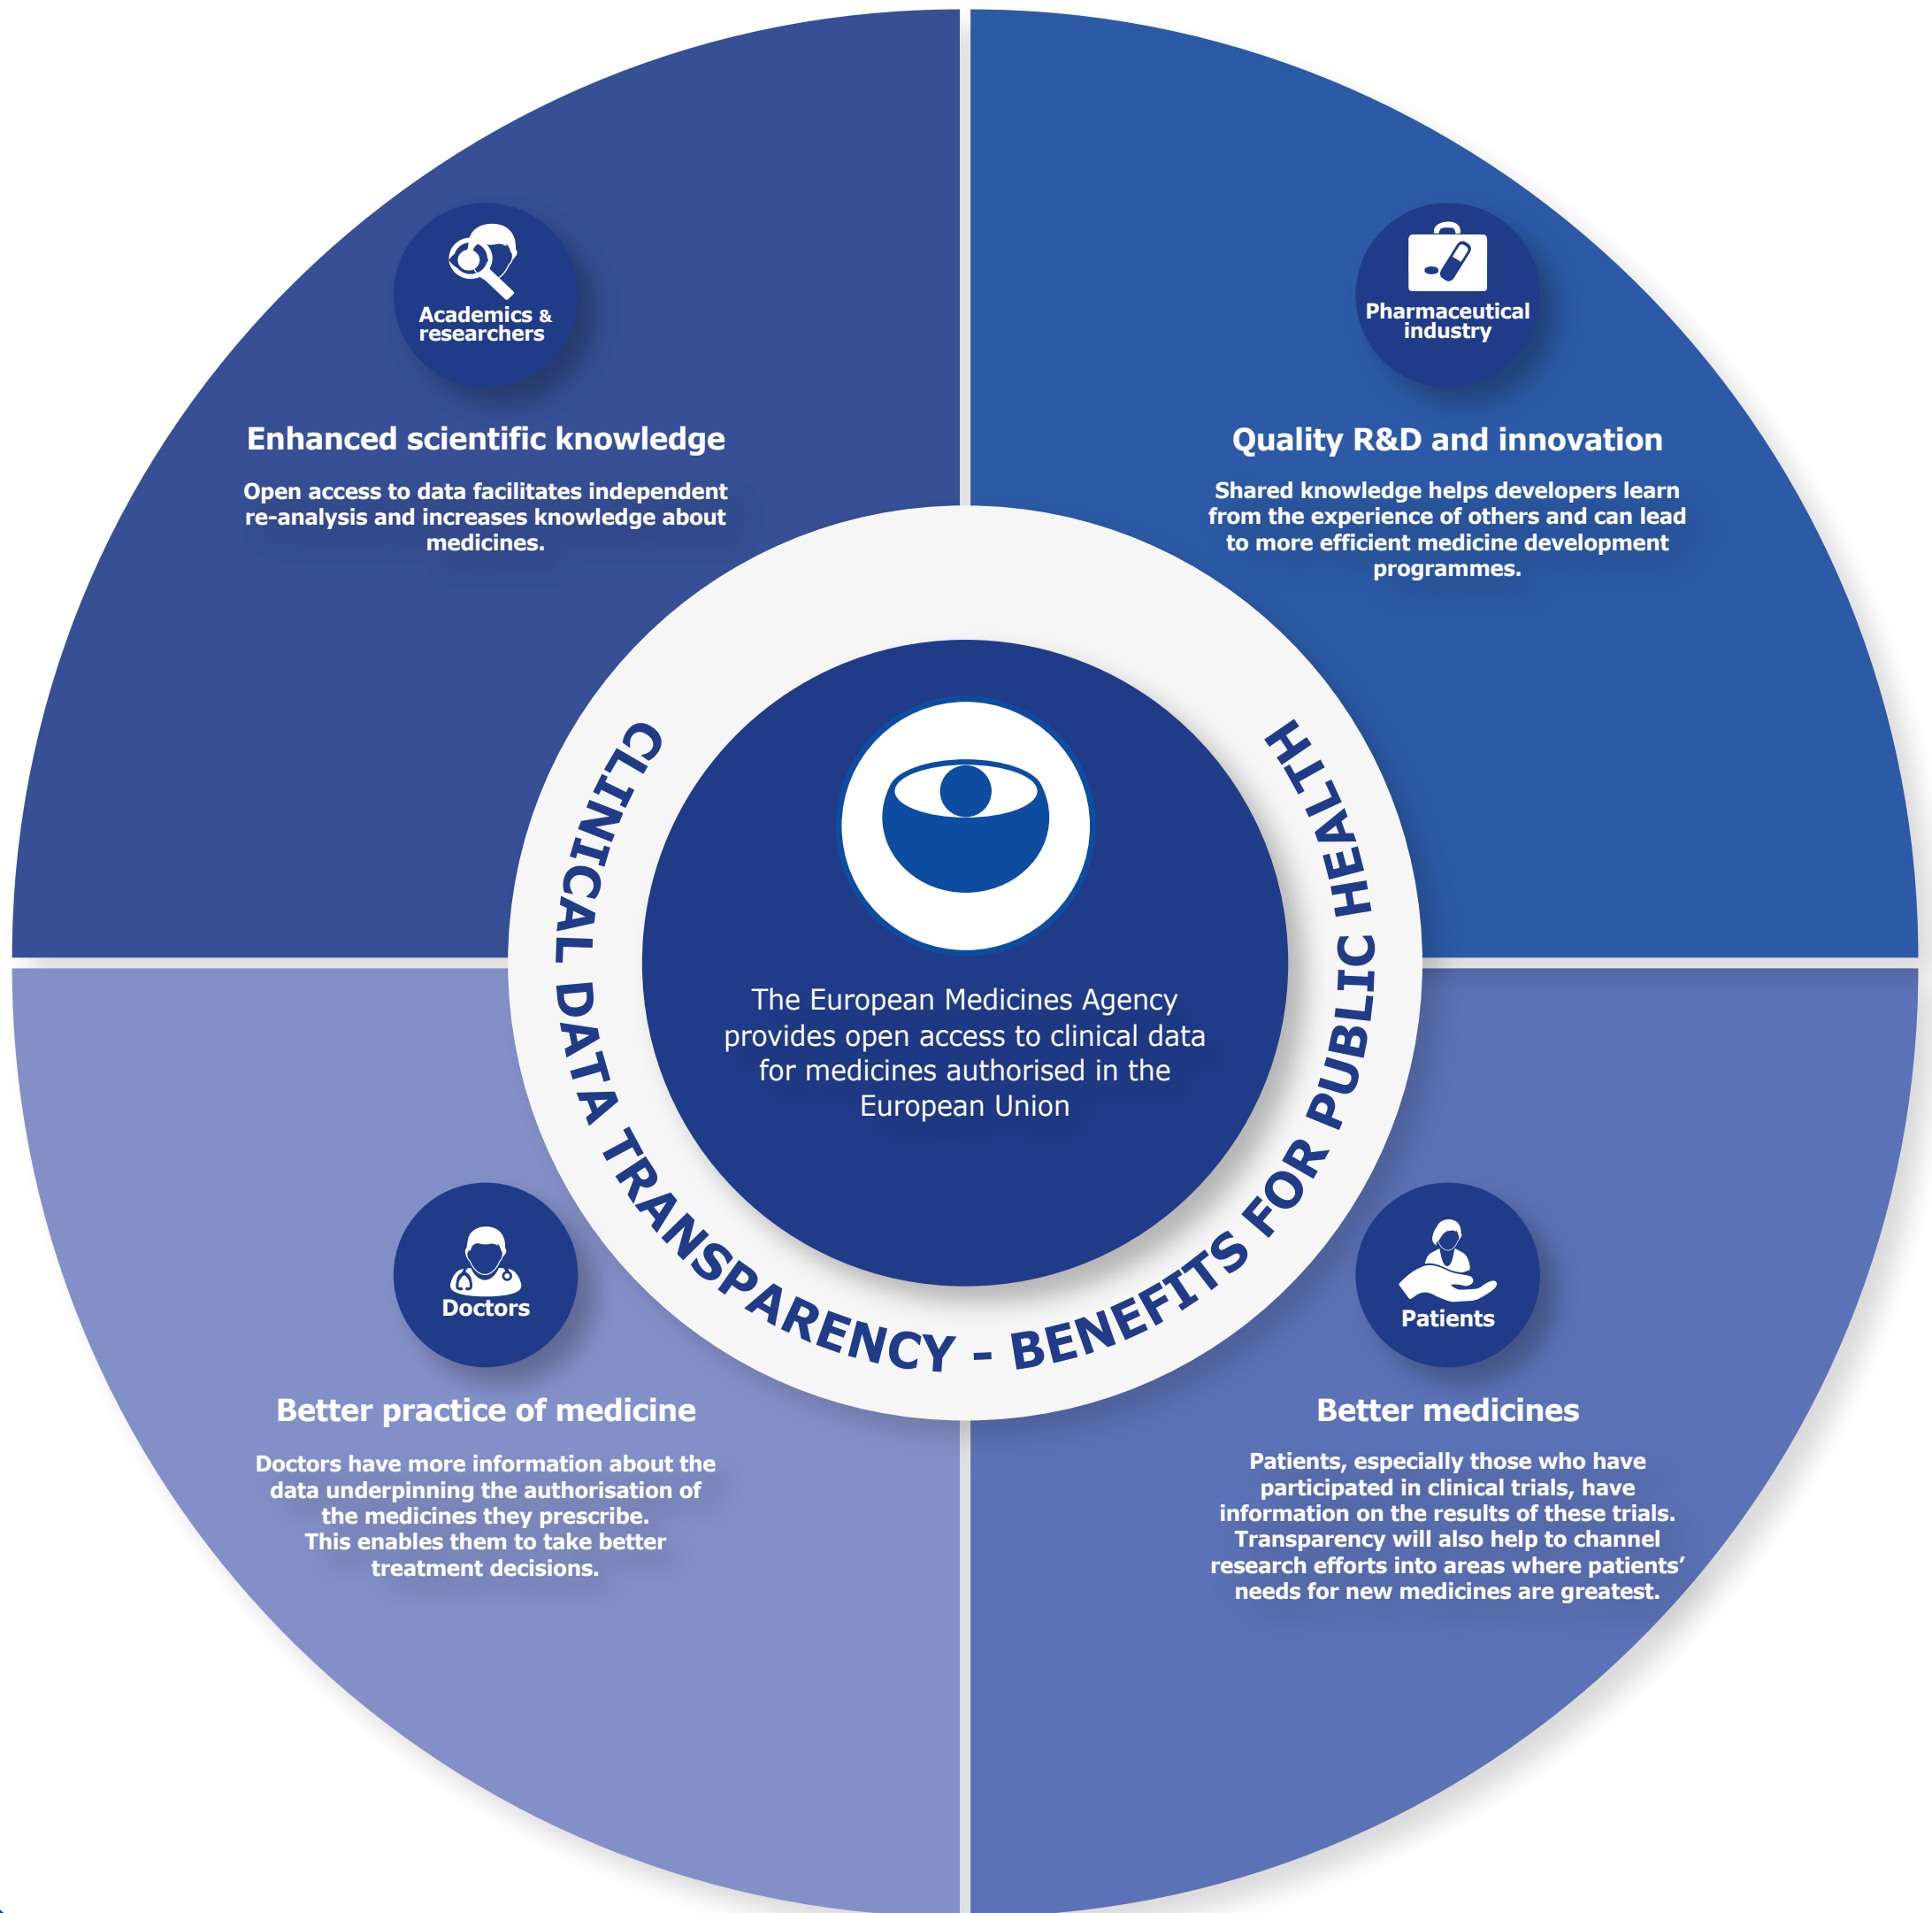 Academics &
researchers
Enhanced scientific knowledge
Open access to data facilitates independent
re-analysis and increases knowledge about
medicines.
Pharmaceutical
industry
Quality R&D and innovation
Shared knowledge helps developers learn
from the experience of others and can lead
to more efficient medicine development
programmes.
CLINICAL DATA TRANSPARENCY – BENEFITS FOR PUBLIC HEALTH
The European Medicines Agency
provides open access to clinical data
for medicines authorised in the
European Union
Doctors
Better practice of medicine
Doctors have more information about the
data underpinning the authorisation of
the medicines they prescribe.
This enables them to take better
treatment decisions.
Patients
Better medicines
Patients, especially those who have
participated in clinical trials, have
information on the results of these trials.
Transparency will also help to channel
research efforts into areas where patients’
needs for new medicines are greatest.